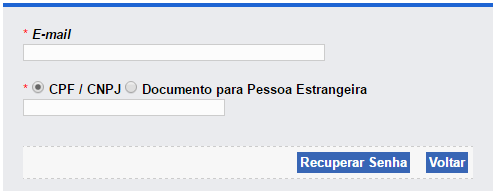 * E-mail
* CPF / CNPJ Documento para Pessoa Estrangeira
Recuperar Senha Voltar